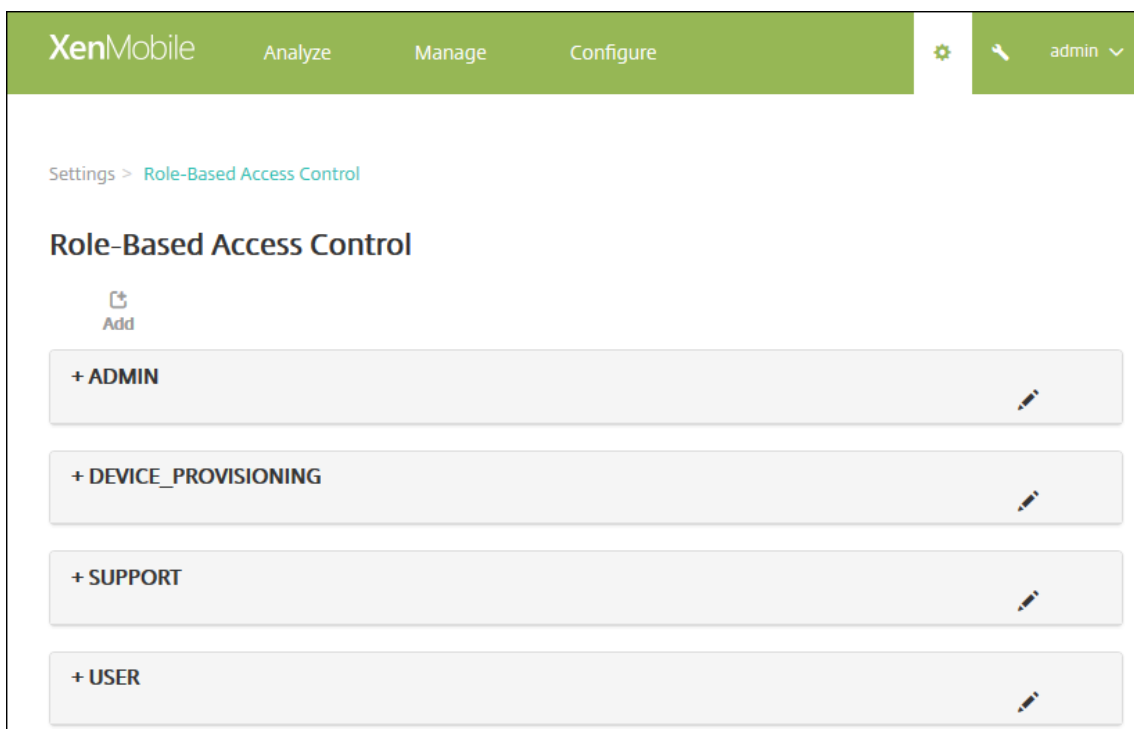 XenMobile Analyze Manage Configure admin
Settings > Role-Based Access Control
Role-Based Access Control
Add
+ ADMIN
+ DEVICE_PROVISIONING
+ SUPPORT
+ USER